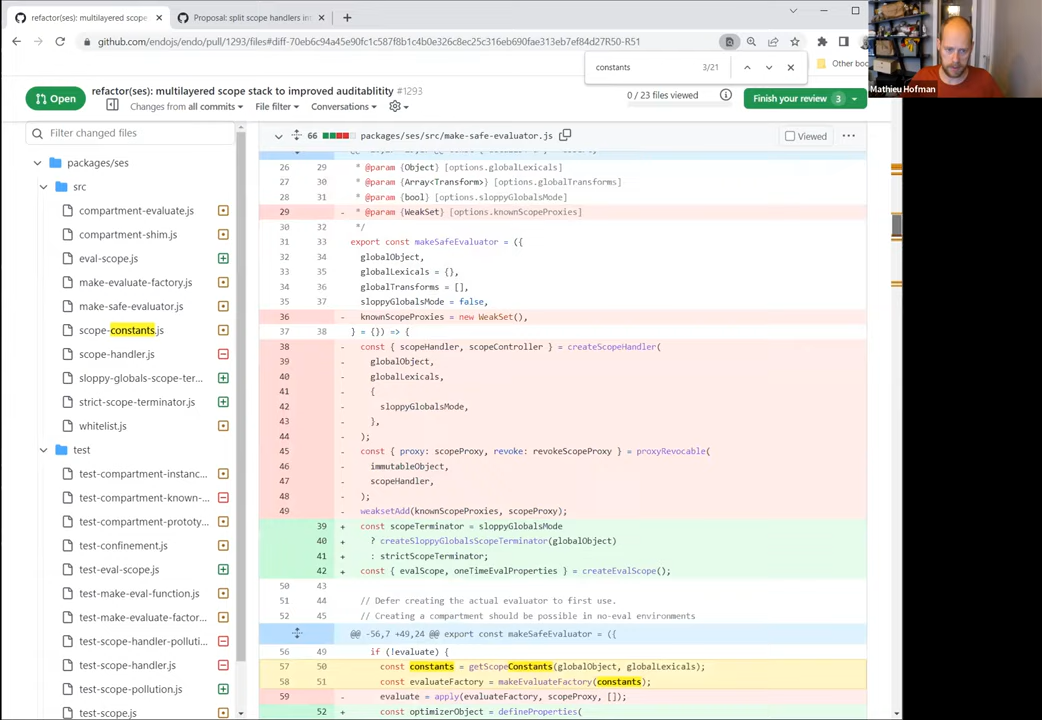 refactor(ses): multilayered scope
Proposal: split scope handlers int
github.com/endojs/endo/pull/1293/files#diff-70eb6c94a45e90fc1c587f8b1c4b0e326c8ec25c316eb690fae313eb7ef84d27R50-R51
Other boo
constants
3/21
Mathieu Hofman
Open
refactor(ses): multilayered scope stack to improved auditablitity #1293
Changes from all commits
File filter
Conversations
0 / 23 files viewed
Finish your review 3
Filter changed files
66 packages/ses/src/make-safe-evaluator.js
Viewed
packages/ses
src
compartment-evaluate.js
compartment-shim.js
eval-scope.js
make-evaluate-factory.js
make-safe-evaluator.js
scope-constants.js
scope-handler.js
sloppy-globals-scope-ter...
strict-scope-terminator.js
whitelist.js
test
test-compartment-instanc...
test-compartment-known-...
test-compartment-prototy...
test-confinement.js
test-eval-scope.js
test-make-eval-function.js
test-make-evaluate-factor...
test-scope-handler-polluti...
test-scope-handler.js
test-scope-pollution.js
test-scope.js
26 29 * @param {Object} [options.globalLexicals]
27 30 * @param {Array<Transform>} [options.globalTransforms]
28 31 * @param {bool} [options.sloppyGlobalsMode]
29 - * @param {WeakSet} [options.knownScopeProxies]
30 32 */
31 33 export const makeSafeEvaluator = ({
32 34 globalObject,
33 35 globalLexicals = {},
34 36 globalTransforms = [],
35 37 sloppyGlobalsMode = false,
36 - knownScopeProxies = new WeakSet(),
37 38 } = {}) => {
38 - const { scopeHandler, scopeController } = createScopeHandler(
39 - globalObject,
40 - globalLexicals,
41 - {
42 - sloppyGlobalsMode,
43 - },
44 - );
45 - const { proxy: scopeProxy, revoke: revokeScopeProxy } = proxyRevocable(
46 - immutableObject,
47 - scopeHandler,
48 - );
49 - weaksetAdd(knownScopeProxies, scopeProxy);
39 + const scopeTerminator = sloppyGlobalsMode
40 + ? createSloppyGlobalsScopeTerminator(globalObject)
41 + : strictScopeTerminator;
42 + const { evalScope, oneTimeEvalProperties } = createEvalScope();
50 43
51 44 // Defer creating the actual evaluator to first use.
52 45 // Creating a compartment should be possible in no-eval environments
@@ -56,7 +49,24 @@ export const makeSafeEvaluator = ({
56 49 if (!evaluate) {
57 50 const constants = getScopeConstants(globalObject, globalLexicals);
58 51 const evaluateFactory = makeEvaluateFactory(constants);
59 - evaluate = apply(evaluateFactory, scopeProxy, []);
52 + const optimizerObject = defineProperties(